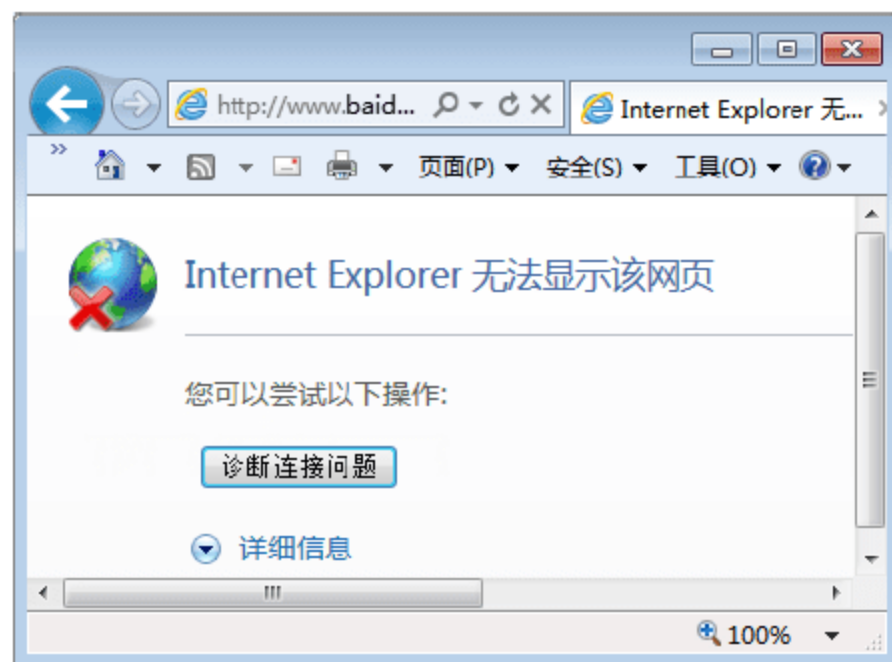 http://www.baid...
Internet Explorer 无...
页面(P)
安全(S)
工具(O)
Internet Explorer 无法显示该网页
您可以尝试以下操作:
诊断连接问题
详细信息
100%